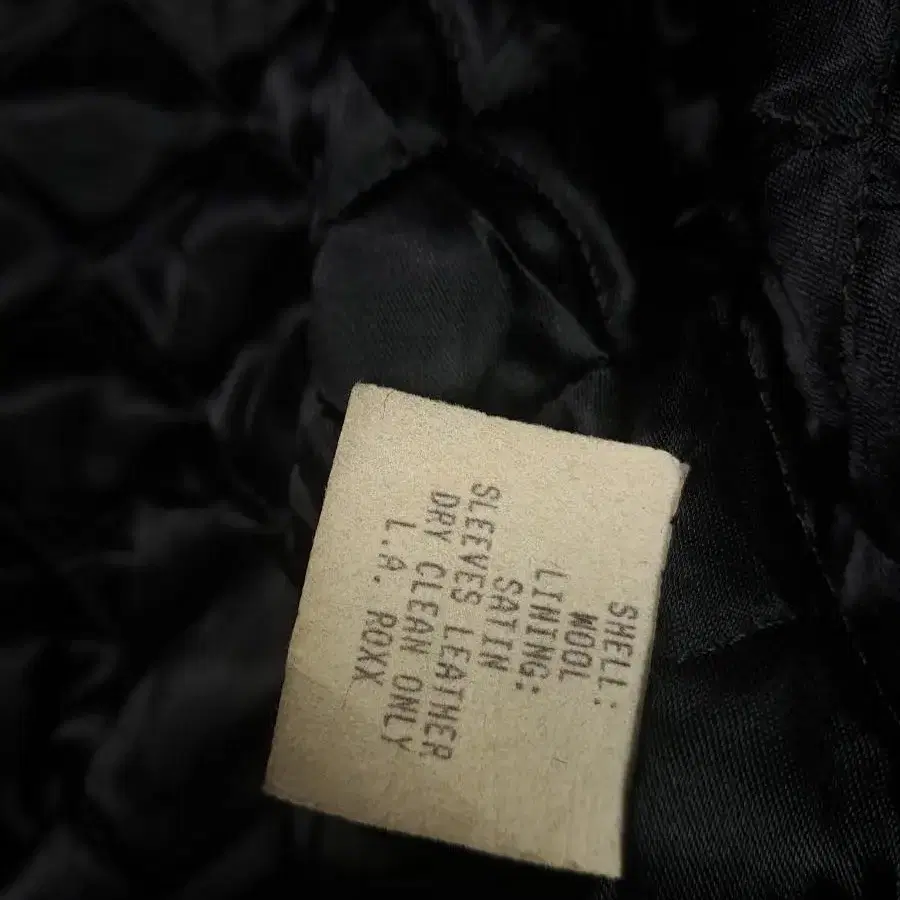 SHELL:
WOOL
LINING:
SATIN
SLEEVES LEATHER
DRY CLEAN ONLY
L.A. ROXX